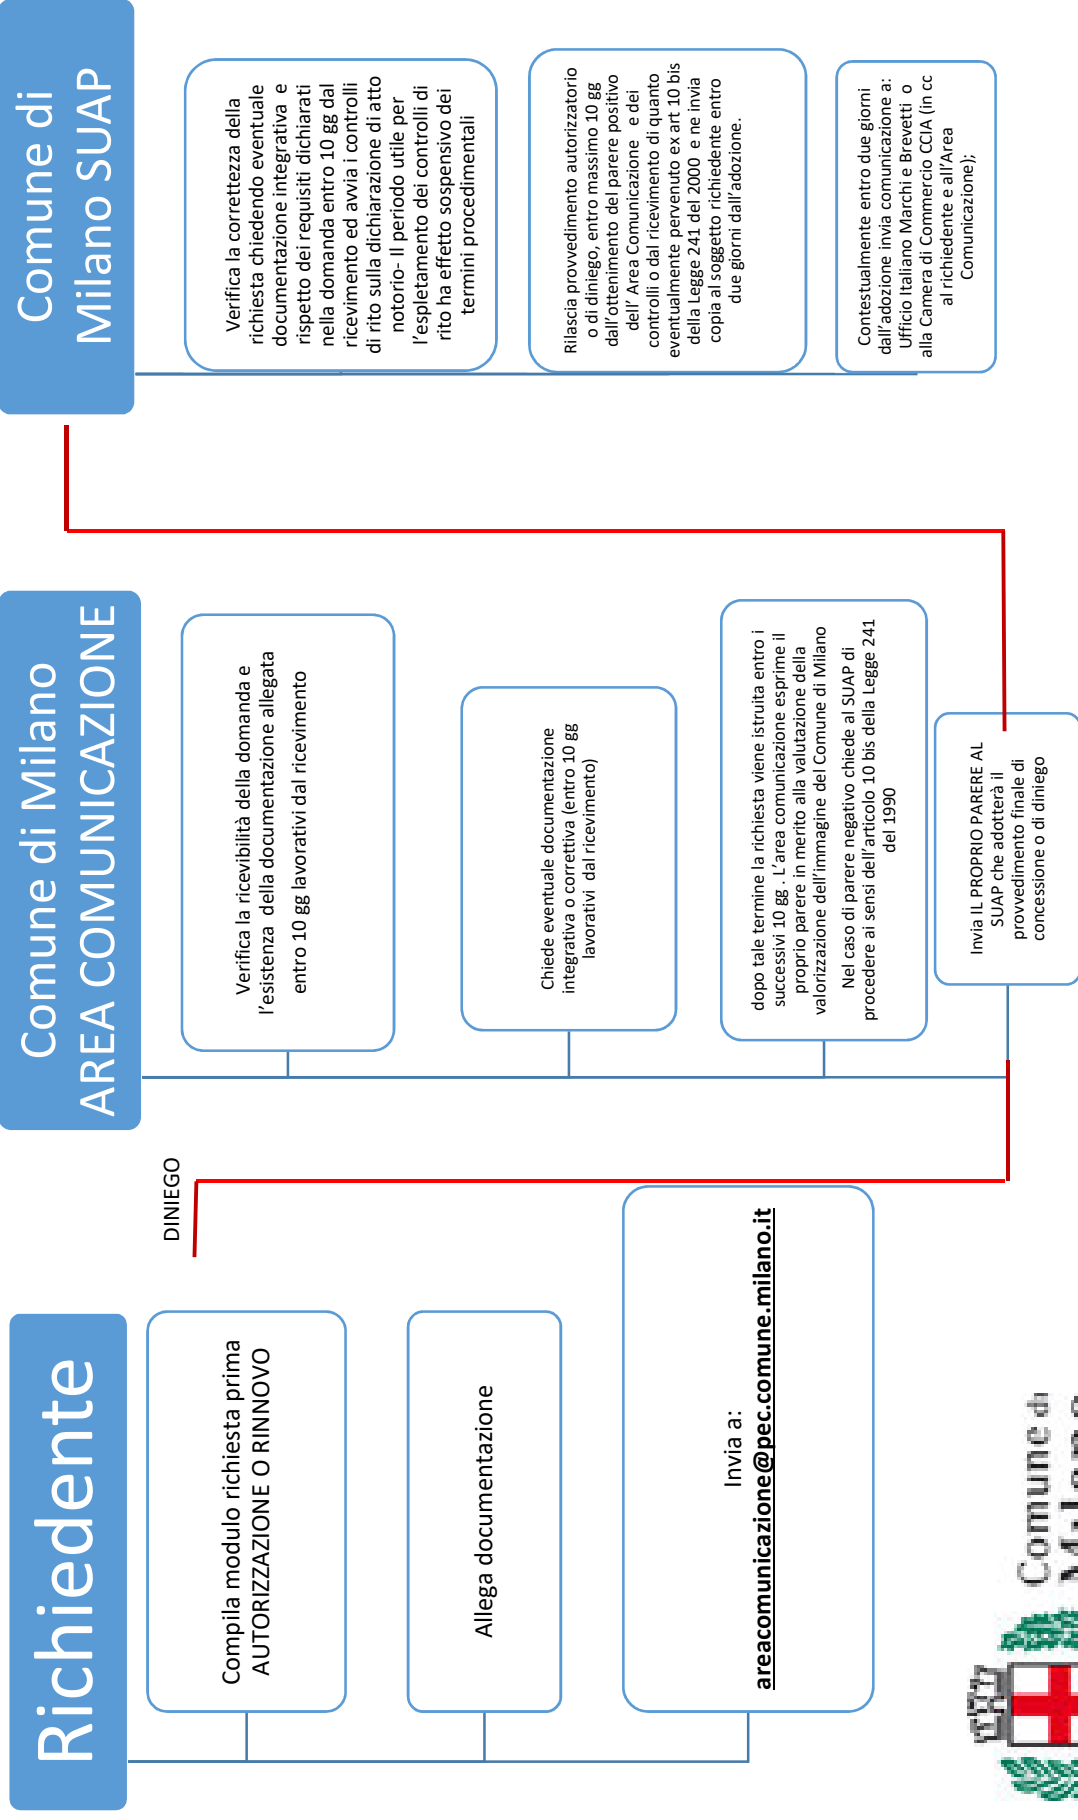 Richiedente
Compila modulo richiesta prima
AUTORIZZAZIONE O RINNOVO
Allega documentazione
Invia a:
areacomunicazione@pec.comune.milano.it
DINIEGO
Comune di Milano
AREA COMUNICAZIONE
Verifica la ricevibilità della domanda e
l'esistenza della documentazione allegata
entro 10 gg lavorativi dal ricevimento
Chiede eventuale documentazione
integrativa o correttiva (entro 10 gg
lavorativi dal ricevimento)
dopo tale termine la richiesta viene istruita entro i
successivi 10 gg . L'area comunicazione esprime il
proprio parere in merito alla valutazione della
valorizzazione dell'immagine del Comune di Milano
Nel caso di parere negativo chiede al SUAP di
procedere ai sensi dell'articolo 10 bis della Legge 241
del 1990
Invia IL PROPRIO PARERE AL
SUAP che adotterà il
provvedimento finale di
concessione o di diniego
Comune di
Milano SUAP
Verifica la correttezza della
richiesta chiedendo eventuale
documentazione integrativa e
rispetto dei requisiti dichiarati
nella domanda entro 10 gg dal
ricevimento ed avvia i controlli
di rito sulla dichiarazione di atto
notorio- Il periodo utile per
l'espletamento dei controlli di
rito ha effetto sospensivo dei
termini procedimentali
Rilascia provvedimento autorizzatorio
o di diniego, entro massimo 10 gg
dall'ottenimento del parere positivo
dell' Area Comunicazione e dei
controlli o dal ricevimento di quanto
eventualmente pervenuto ex art 10 bis
della Legge 241 del 2000 e ne invia
copia al soggetto richiedente entro
due giorni dall'adozione.
Contestualmente entro due giorni
dall'adozione invia comunicazione a:
Ufficio Italiano Marchi e Brevetti o
alla Camera di Commercio CCIA (in cc
al richiedente e all'Area
Comunicazione);
Comune di